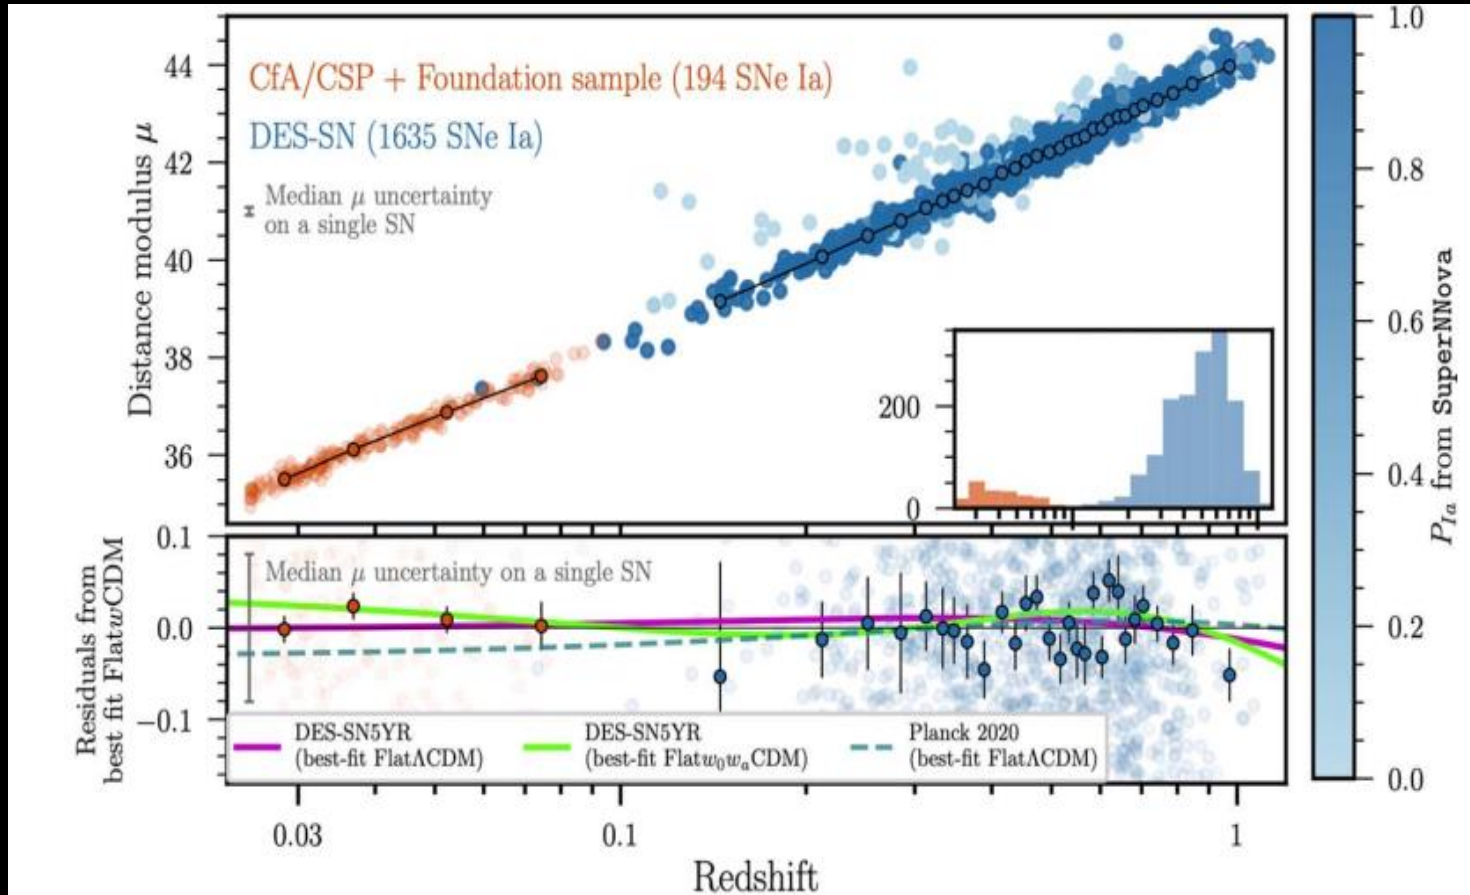 CfA/CSP + Foundation sample (194 SNe Ia)
DES-SN (1635 SNe Ia)
Median μ uncertainty
on a single SN
Distance modulus μ
44
42
40
38
36
200
0
1.0
0.8
0.6
0.4
0.2
0.0
P_{Ia} from SuperNNova
Residuals from
best fit FlatwCDM
0.1
0.0
−0.1
Median μ uncertainty on a single SN
DES-SN5YR
(best-fit FlatΛCDM)
DES-SN5YR
(best-fit Flatw₀wₐCDM)
Planck 2020
(best-fit FlatΛCDM)
0.03
0.1
1
Redshift